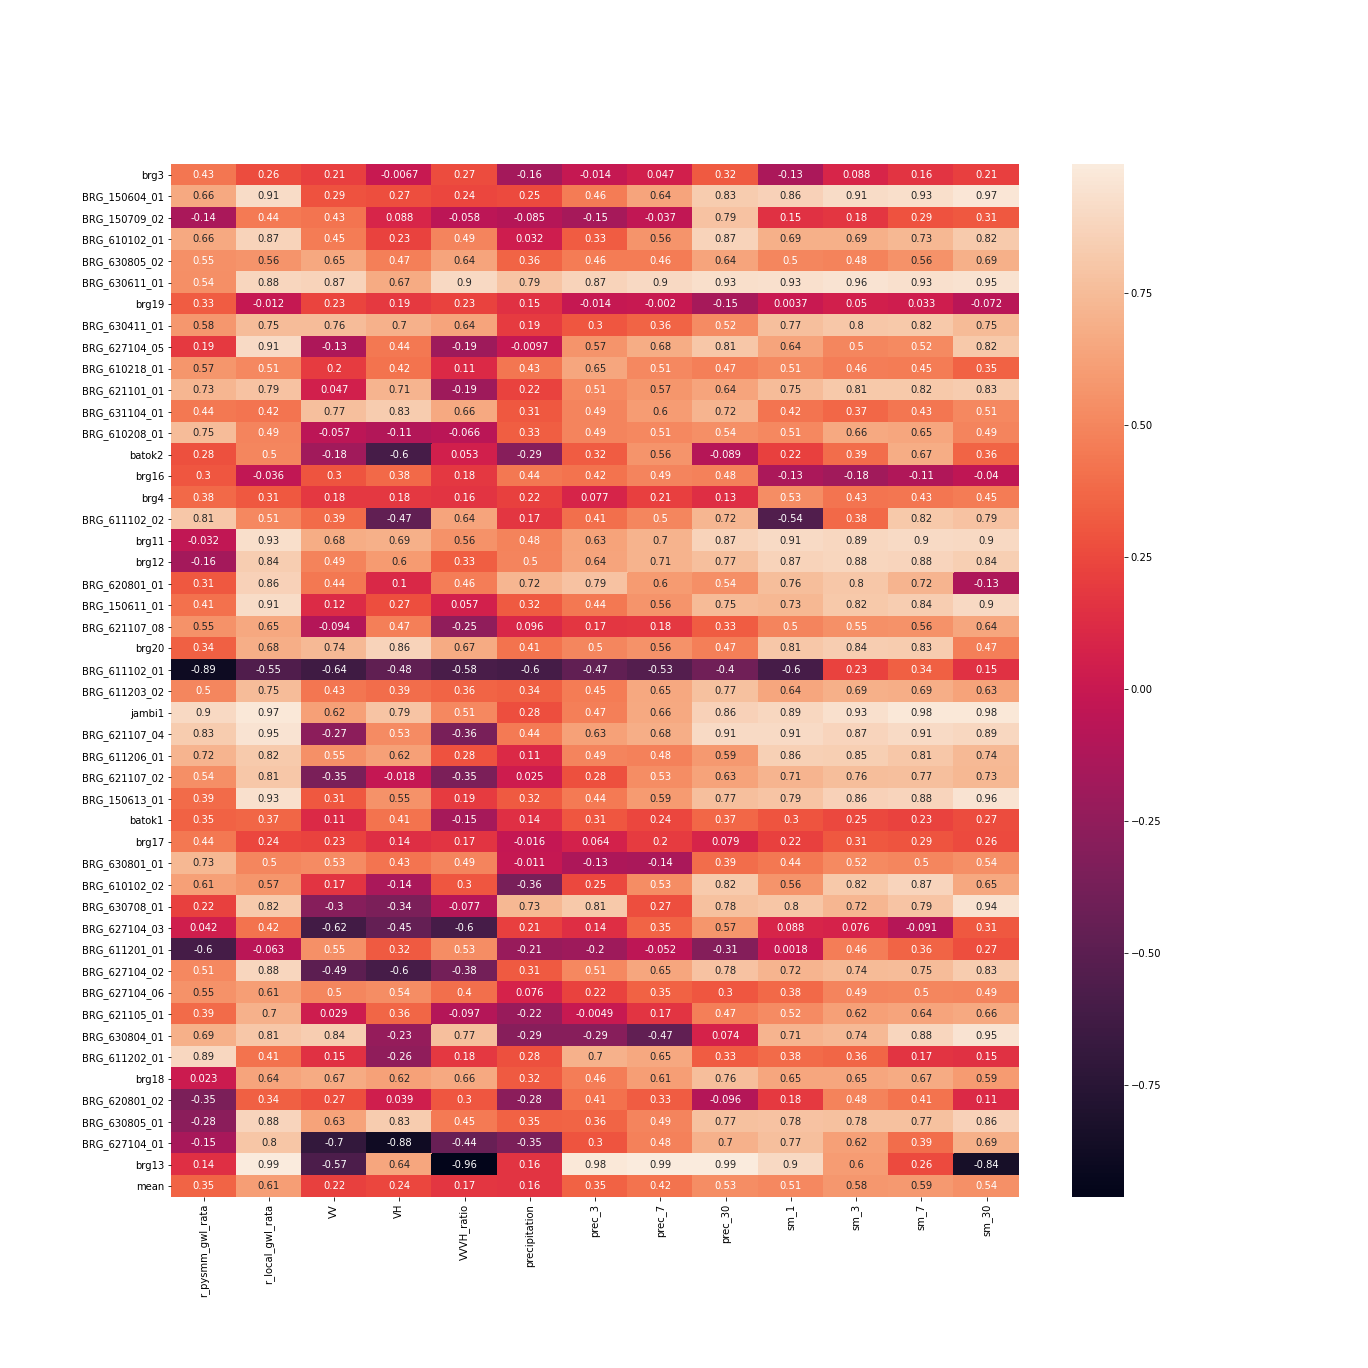 brg3 0.43 0.26 0.21 -0.0067 0.27 -0.16 -0.014 0.047 0.32 -0.13 0.088 0.16 0.21
BRG_150604_01 0.66 0.91 0.29 0.27 0.24 0.25 0.46 0.64 0.83 0.86 0.91 0.93 0.97
BRG_150709_02 -0.14 0.44 0.43 0.088 -0.058 -0.085 -0.15 -0.037 0.79 0.15 0.18 0.29 0.31
BRG_610102_01 0.66 0.87 0.45 0.23 0.49 0.032 0.33 0.56 0.87 0.69 0.69 0.73 0.82
BRG_630805_02 0.55 0.56 0.65 0.47 0.64 0.36 0.46 0.46 0.64 0.5 0.48 0.56 0.69
BRG_630611_01 0.54 0.88 0.87 0.67 0.9 0.79 0.87 0.9 0.93 0.93 0.96 0.93 0.95
brg19 0.33 -0.012 0.23 0.19 0.23 0.15 -0.014 -0.002 -0.15 0.0037 0.05 0.033 -0.072
BRG_630411_01 0.58 0.75 0.76 0.7 0.64 0.19 0.3 0.36 0.52 0.77 0.8 0.82 0.75
BRG_627104_05 0.19 0.91 -0.13 0.44 -0.19 -0.0097 0.57 0.68 0.81 0.64 0.5 0.52 0.82
BRG_610218_01 0.57 0.51 0.2 0.42 0.11 0.43 0.65 0.51 0.47 0.51 0.46 0.45 0.35
BRG_621101_01 0.73 0.79 0.047 0.71 -0.19 0.22 0.51 0.57 0.64 0.75 0.81 0.82 0.83
BRG_631104_01 0.44 0.42 0.77 0.83 0.66 0.31 0.49 0.6 0.72 0.42 0.37 0.43 0.51
BRG_610208_01 0.75 0.49 -0.057 -0.11 -0.066 0.33 0.49 0.51 0.54 0.51 0.66 0.65 0.49
batok2 0.28 0.5 -0.18 -0.6 0.053 -0.29 0.32 0.56 -0.089 0.22 0.39 0.67 0.36
brg16 0.3 -0.036 0.3 0.38 0.18 0.44 0.42 0.49 0.48 -0.13 -0.18 -0.11 -0.04
brg4 0.38 0.31 0.18 0.18 0.16 0.22 0.077 0.21 0.13 0.53 0.43 0.43 0.45
BRG_611102_02 0.81 0.51 0.39 -0.47 0.64 0.17 0.41 0.5 0.72 -0.54 0.38 0.82 0.79
brg11 -0.032 0.93 0.68 0.69 0.56 0.48 0.63 0.7 0.87 0.91 0.89 0.9 0.9
brg12 -0.16 0.84 0.49 0.6 0.33 0.5 0.64 0.71 0.77 0.87 0.88 0.88 0.84
BRG_620801_01 0.31 0.86 0.44 0.1 0.46 0.72 0.79 0.6 0.54 0.76 0.8 0.72 -0.13
BRG_150611_01 0.41 0.91 0.12 0.27 0.057 0.32 0.44 0.56 0.75 0.73 0.82 0.84 0.9
BRG_621107_08 0.55 0.65 -0.094 0.47 -0.25 0.096 0.17 0.18 0.33 0.5 0.55 0.56 0.64
brg20 0.34 0.68 0.74 0.86 0.67 0.41 0.5 0.56 0.47 0.81 0.84 0.83 0.47
BRG_611102_01 -0.89 -0.55 -0.64 -0.48 -0.58 -0.6 -0.47 -0.53 -0.4 -0.6 0.23 0.34 0.15
BRG_611203_02 0.5 0.75 0.43 0.39 0.36 0.34 0.45 0.65 0.77 0.64 0.69 0.69 0.63
jambi1 0.9 0.97 0.62 0.79 0.51 0.28 0.47 0.66 0.86 0.89 0.93 0.98 0.98
BRG_621107_04 0.83 0.95 -0.27 0.53 -0.36 0.44 0.63 0.68 0.91 0.91 0.87 0.91 0.89
BRG_611206_01 0.72 0.82 0.55 0.62 0.28 0.11 0.49 0.48 0.59 0.86 0.85 0.81 0.74
BRG_621107_02 0.54 0.81 -0.35 -0.018 -0.35 0.025 0.28 0.53 0.63 0.71 0.76 0.77 0.73
BRG_150613_01 0.39 0.93 0.31 0.55 0.19 0.32 0.44 0.59 0.77 0.79 0.86 0.88 0.96
batok1 0.35 0.37 0.11 0.41 -0.15 0.14 0.31 0.24 0.37 0.3 0.25 0.23 0.27
brg17 0.44 0.24 0.23 0.14 0.17 -0.016 0.064 0.2 0.079 0.22 0.31 0.29 0.26
BRG_630801_01 0.73 0.5 0.53 0.43 0.49 -0.011 -0.13 -0.14 0.39 0.44 0.52 0.5 0.54
BRG_610102_02 0.61 0.57 0.17 -0.14 0.3 -0.36 0.25 0.53 0.82 0.56 0.82 0.87 0.65
BRG_630708_01 0.22 0.82 -0.3 -0.34 -0.077 0.73 0.81 0.27 0.78 0.8 0.72 0.79 0.94
BRG_627104_03 0.042 0.42 -0.62 -0.45 -0.6 0.21 0.14 0.35 0.57 0.088 0.076 -0.091 0.31
BRG_611201_01 -0.6 -0.063 0.55 0.32 0.53 -0.21 -0.2 -0.052 -0.31 0.0018 0.46 0.36 0.27
BRG_627104_02 0.51 0.88 -0.49 -0.6 -0.38 0.31 0.51 0.65 0.78 0.72 0.74 0.75 0.83
BRG_627104_06 0.55 0.61 0.5 0.54 0.4 0.076 0.22 0.35 0.3 0.38 0.49 0.5 0.49
BRG_621105_01 0.39 0.7 0.029 0.36 -0.097 -0.22 -0.0049 0.17 0.47 0.52 0.62 0.64 0.66
BRG_630804_01 0.69 0.81 0.84 -0.23 0.77 -0.29 -0.29 -0.47 0.074 0.71 0.74 0.88 0.95
BRG_611202_01 0.89 0.41 0.15 -0.26 0.18 0.28 0.7 0.65 0.33 0.38 0.36 0.17 0.15
brg18 0.023 0.64 0.67 0.62 0.66 0.32 0.46 0.61 0.76 0.65 0.65 0.67 0.59
BRG_620801_02 -0.35 0.34 0.27 0.039 0.3 -0.28 0.41 0.33 -0.096 0.18 0.48 0.41 0.11
BRG_630805_01 -0.28 0.88 0.63 0.83 0.45 0.35 0.36 0.49 0.77 0.78 0.78 0.77 0.86
BRG_627104_01 -0.15 0.8 -0.7 -0.88 -0.44 -0.35 0.3 0.48 0.7 0.77 0.62 0.39 0.69
brg13 0.14 0.99 -0.57 0.64 -0.96 0.16 0.98 0.99 0.99 0.9 0.6 0.26 -0.84
mean 0.35 0.61 0.22 0.24 0.17 0.16 0.35 0.42 0.53 0.51 0.58 0.59 0.54
r_pysmm_gwl_rata r_local_gwl_rata VV VH VVVH_ratio precipitation prec_3 prec_7 prec_30 sm_1 sm_3 sm_7 sm_30
0.75
0.50
0.25
0.00
−0.25
−0.50
−0.75